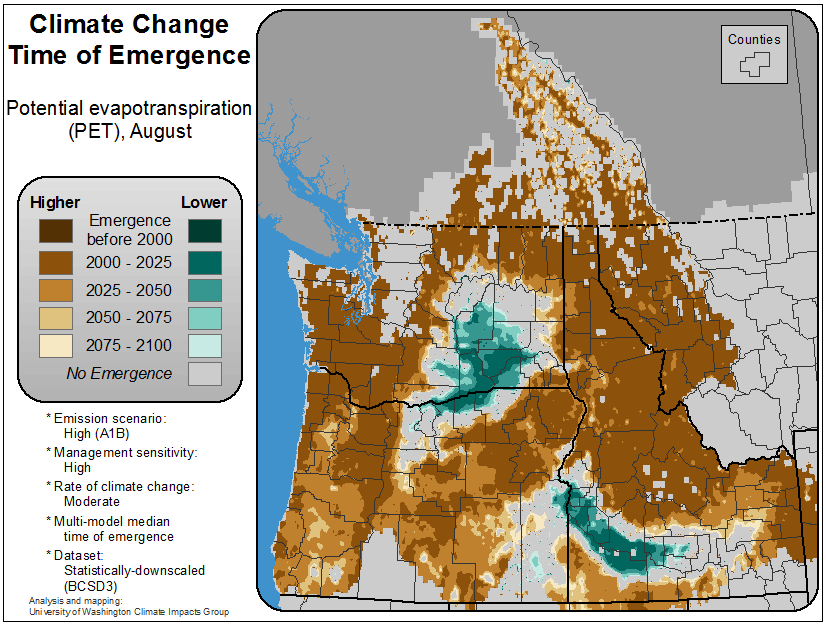 Climate Change
Time of Emergence
Potential evapotranspiration
(PET), August
Higher
Lower
Emergence
before 2000
2000 - 2025
2025 - 2050
2050 - 2075
2075 - 2100
No Emergence
* Emission scenario:
High (A1B)
* Management sensitivity:
High
* Rate of climate change:
Moderate
* Multi-model median
time of emergence
* Dataset:
Statistically-downscaled
(BCSD3)
Analysis and mapping:
University of Washington Climate Impacts Group
Counties